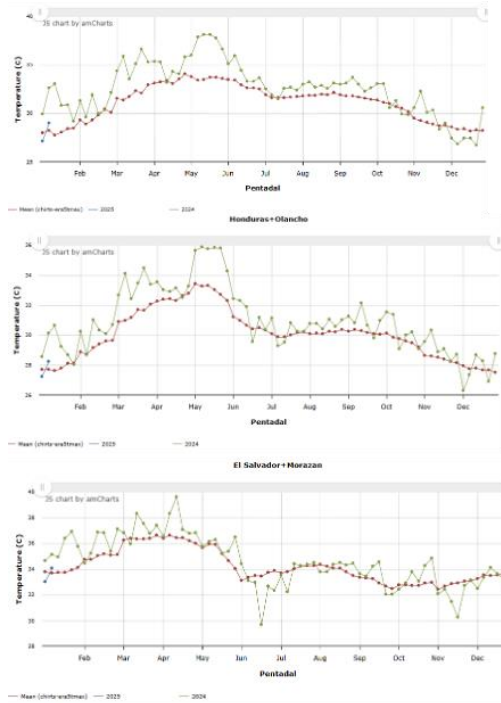 40
JS chart by amCharts
35
30
25
Temperature (C)
Feb Mar Apr May Jun Jul Aug Sep Oct Nov Dec
Pentadal
Mean (chirts-era5tmax) 2025 2024
Honduras+Olancho
36
JS chart by amCharts
34
32
30
28
26
Temperature (C)
Feb Mar Apr May Jun Jul Aug Sep Oct Nov Dec
Pentadal
Mean (chirts-era5tmax) 2025 2024
El Salvador+Morazan
40
JS chart by amCharts
38
36
34
32
30
28
Temperature (C)
Feb Mar Apr May Jun Jul Aug Sep Oct Nov Dec
Pentadal
Mean (chirts-era5tmax) 2025 2024